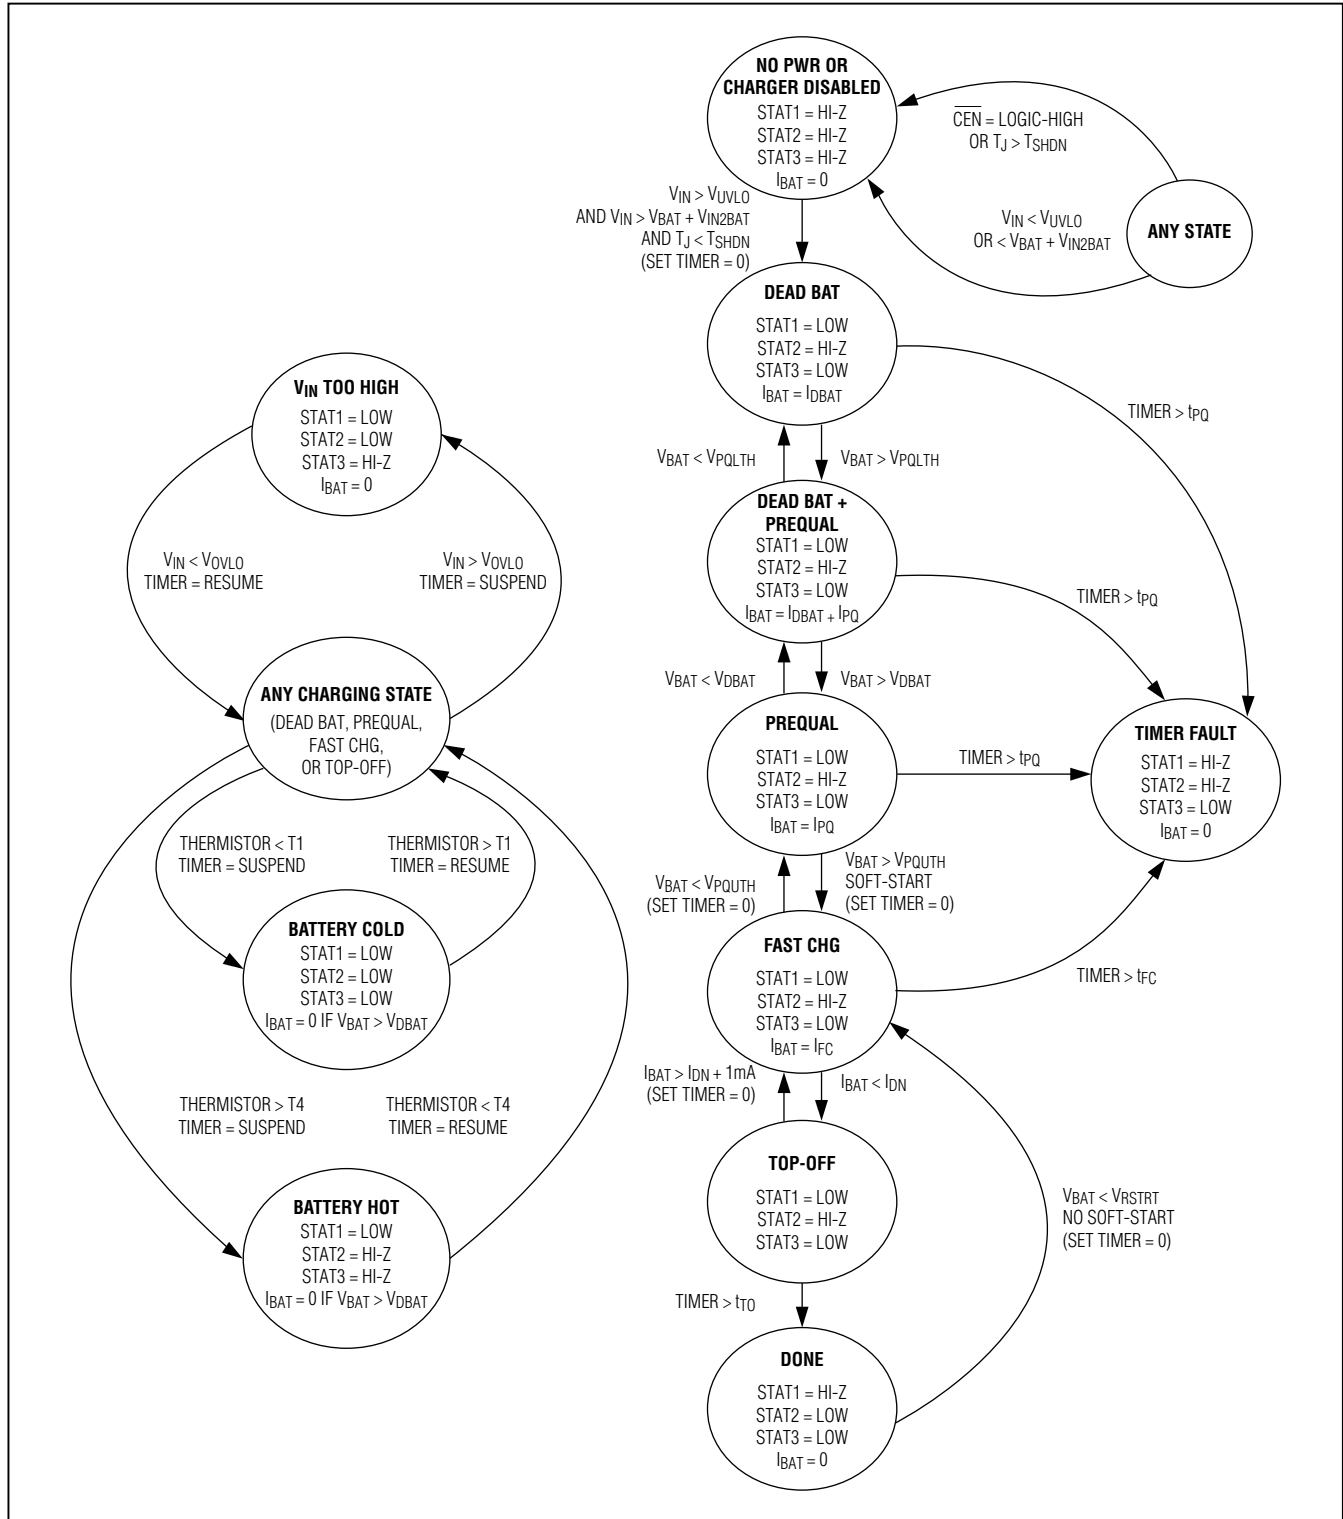 NO PWR OR
CHARGER DISABLED
STAT1 = HI-Z
STAT2 = HI-Z
STAT3 = HI-Z
IBAT = 0
CEN = LOGIC-HIGH
OR TJ > TSHDN
VIN < VUVLO
OR < VBAT + VIN2BAT
ANY STATE
VIN > VUVLO
AND VIN > VBAT + VIN2BAT
AND TJ < TSHDN
(SET TIMER = 0)
DEAD BAT
STAT1 = LOW
STAT2 = HI-Z
STAT3 = LOW
IBAT = IDBAT
TIMER > tPQ
VBAT < VPQLTH
VBAT > VPQLTH
DEAD BAT +
PREQUAL
STAT1 = LOW
STAT2 = HI-Z
STAT3 = LOW
IBAT = IDBAT + IPQ
TIMER > tPQ
VBAT < VDBAT
VBAT > VDBAT
PREQUAL
STAT1 = LOW
STAT2 = HI-Z
STAT3 = LOW
IBAT = IPQ
TIMER > tPQ
TIMER FAULT
STAT1 = HI-Z
STAT2 = HI-Z
STAT3 = LOW
IBAT = 0
VBAT < VPQUTH
(SET TIMER = 0)
VBAT > VPQUTH
SOFT-START
(SET TIMER = 0)
FAST CHG
STAT1 = LOW
STAT2 = HI-Z
STAT3 = LOW
IBAT = IFC
TIMER > tFC
IBAT > IDN + 1mA
(SET TIMER = 0)
IBAT < IDN
TOP-OFF
STAT1 = LOW
STAT2 = HI-Z
STAT3 = LOW
VBAT < VRSTRT
NO SOFT-START
(SET TIMER = 0)
TIMER > tTO
DONE
STAT1 = HI-Z
STAT2 = LOW
STAT3 = LOW
IBAT = 0
VIN TOO HIGH
STAT1 = LOW
STAT2 = LOW
STAT3 = HI-Z
IBAT = 0
VIN < VOVLO
TIMER = RESUME
VIN > VOVLO
TIMER = SUSPEND
ANY CHARGING STATE
(DEAD BAT, PREQUAL,
FAST CHG,
OR TOP-OFF)
THERMISTOR < T1
TIMER = SUSPEND
THERMISTOR > T1
TIMER = RESUME
BATTERY COLD
STAT1 = LOW
STAT2 = LOW
STAT3 = LOW
IBAT = 0 IF VBAT > VDBAT
THERMISTOR > T4
TIMER = SUSPEND
THERMISTOR < T4
TIMER = RESUME
BATTERY HOT
STAT1 = LOW
STAT2 = HI-Z
STAT3 = HI-Z
IBAT = 0 IF VBAT > VDBAT